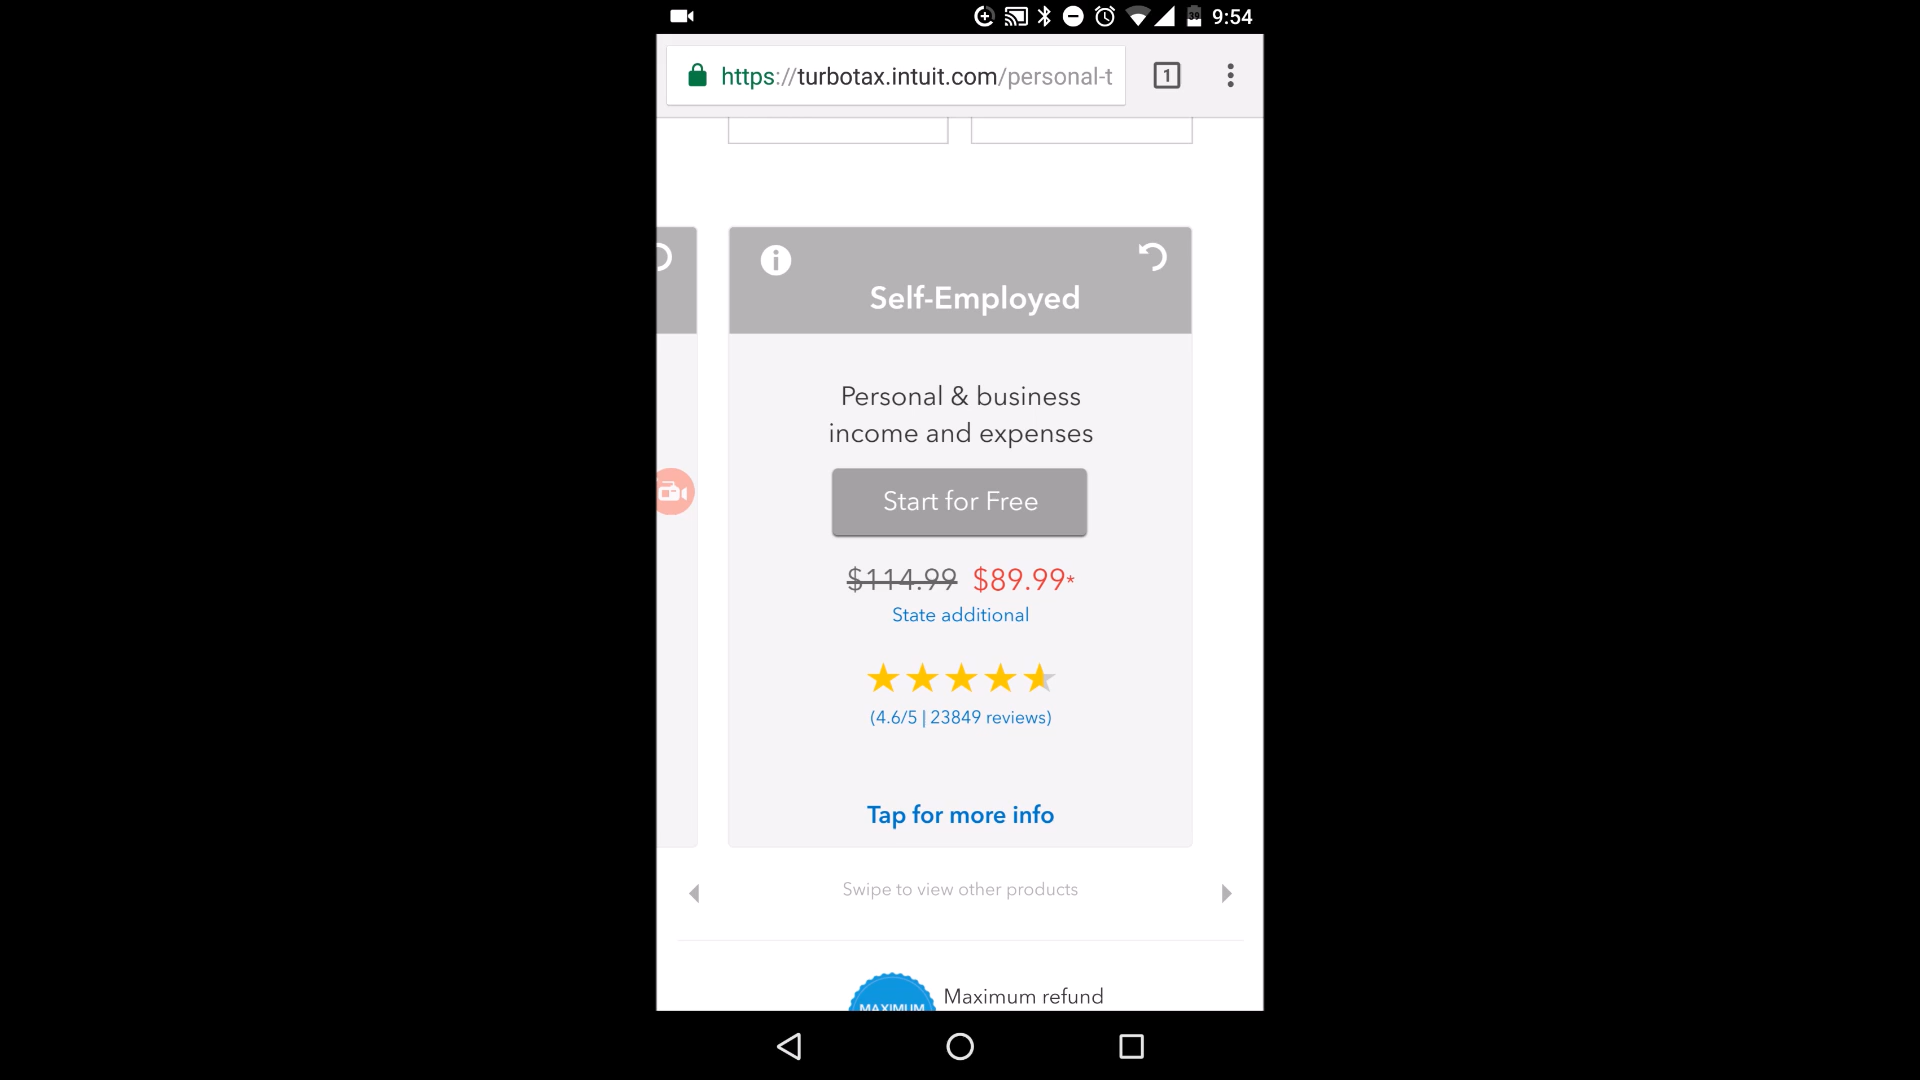 9:54
https://turbotax.intuit.com/personal-t
1
Self-Employed
Personal & business
income and expenses
Start for Free
$114.99 $89.99*
State additional
(4.6/5 | 23849 reviews)
Tap for more info
Swipe to view other products
MAXIMUM
Maximum refund